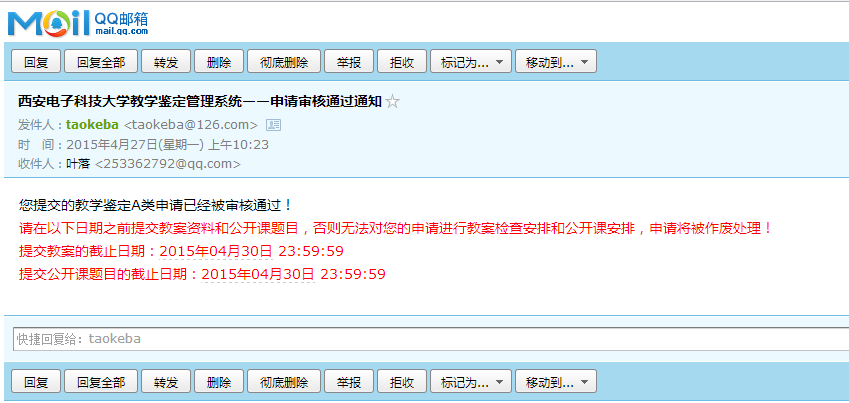 Mail QQ邮箱
mail.qq.com
回复 回复全部 转发 删除 彻底删除 举报 拒收 标记为... 移动到...
西安电子科技大学教学鉴定管理系统——申请审核通过通知
发件人：taokeba <taokeba@126.com>
时 间：2015年4月27日(星期一) 上午10:23
收件人：叶落 <253362792@qq.com>
您提交的教学鉴定A类申请已经被审核通过！
请在以下日期之前提交教案资料和公开课题目，否则无法对您的申请进行教案检查安排和公开课安排，申请将被作废处理！
提交教案的截止日期：2015年04月30日 23:59:59
提交公开课题目的截止日期：2015年04月30日 23:59:59
快捷回复给：taokeba
回复 回复全部 转发 删除 彻底删除 举报 拒收 标记为... 移动到...